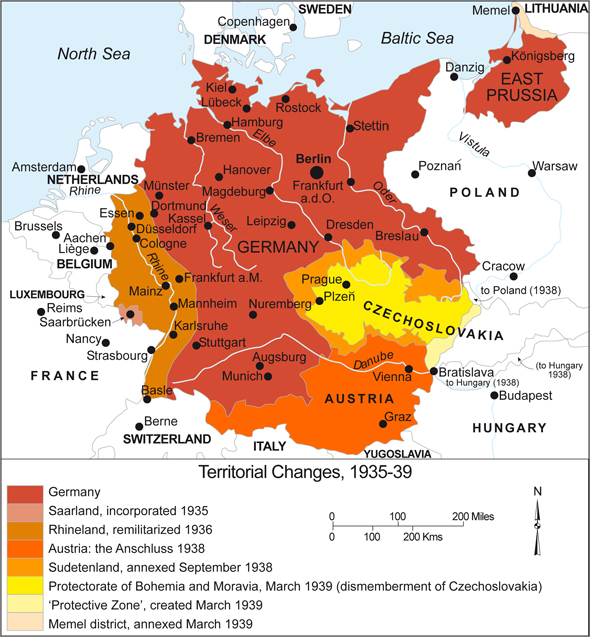 SWEDEN
LITHUANIA
Memel
Copenhagen
DENMARK
North Sea
Baltic Sea
Königsberg
Danzig
EAST
PRUSSIA
Kiel
Lübeck
Rostock
Hamburg
Stettin
Elbe
Bremen
Vistula
Berlin
Amsterdam
NETHERLANDS
Rhine
Hanover
Poznań
Warsaw
Münster
Magdeburg
Frankfurt
a.d.O.
Oder
POLAND
Dortmund
Essen
Kassel
Weser
Leipzig
Dresden
Brussels
Düsseldorf
Breslau
Aachen
Cologne
GERMANY
Liège
BELGIUM
Rhine
Cracow
Frankfurt a.M.
Prague
to Poland (1938)
LUXEMBOURG
Mainz
Plzeň
Reims
Mannheim
Nuremberg
CZECHOSLOVAKIA
Saarbrücken
Karlsruhe
Nancy
Stuttgart
Strasbourg
Augsburg
Danube
(to Hungary
1938)
FRANCE
Munich
Vienna
Bratislava
to Hungary (1938)
Basle
AUSTRIA
Budapest
Berne
Graz
HUNGARY
SWITZERLAND
ITALY
YUGOSLAVIA
Territorial Changes, 1935-39
Germany
Saarland, incorporated 1935
Rhineland, remilitarized 1936
Austria: the Anschluss 1938
Sudetenland, annexed September 1938
Protectorate of Bohemia and Moravia, March 1939 (dismemberment of Czechoslovakia)
'Protective Zone', created March 1939
Memel district, annexed March 1939
N
0 100 200 Miles
0 100 200 Kms